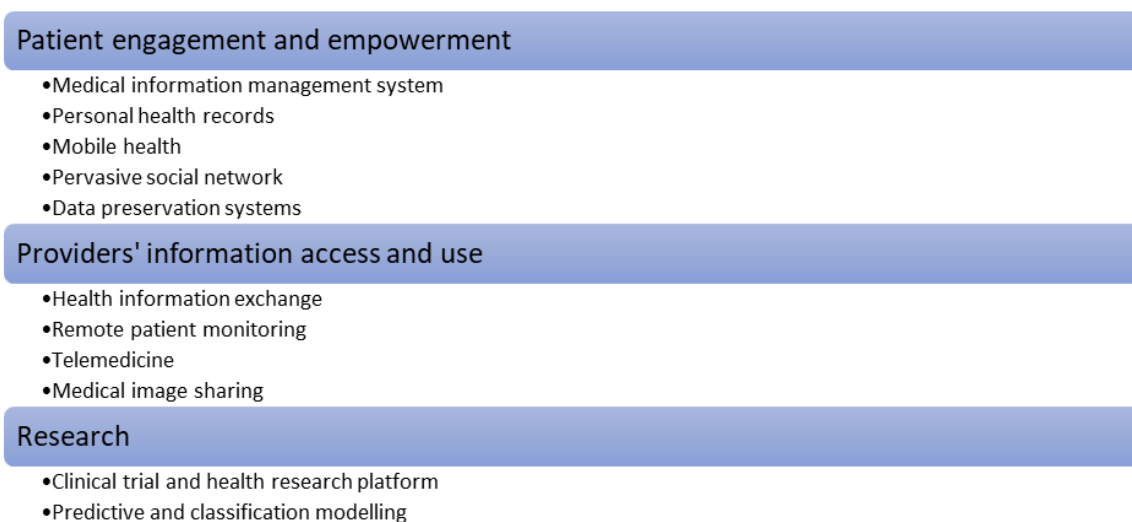 Patient engagement and empowerment
•Medical information management system
•Personal health records
•Mobile health
•Pervasive social network
•Data preservation systems
Providers' information access and use
•Health information exchange
•Remote patient monitoring
•Telemedicine
•Medical image sharing
Research
•Clinical trial and health research platform
•Predictive and classification modelling